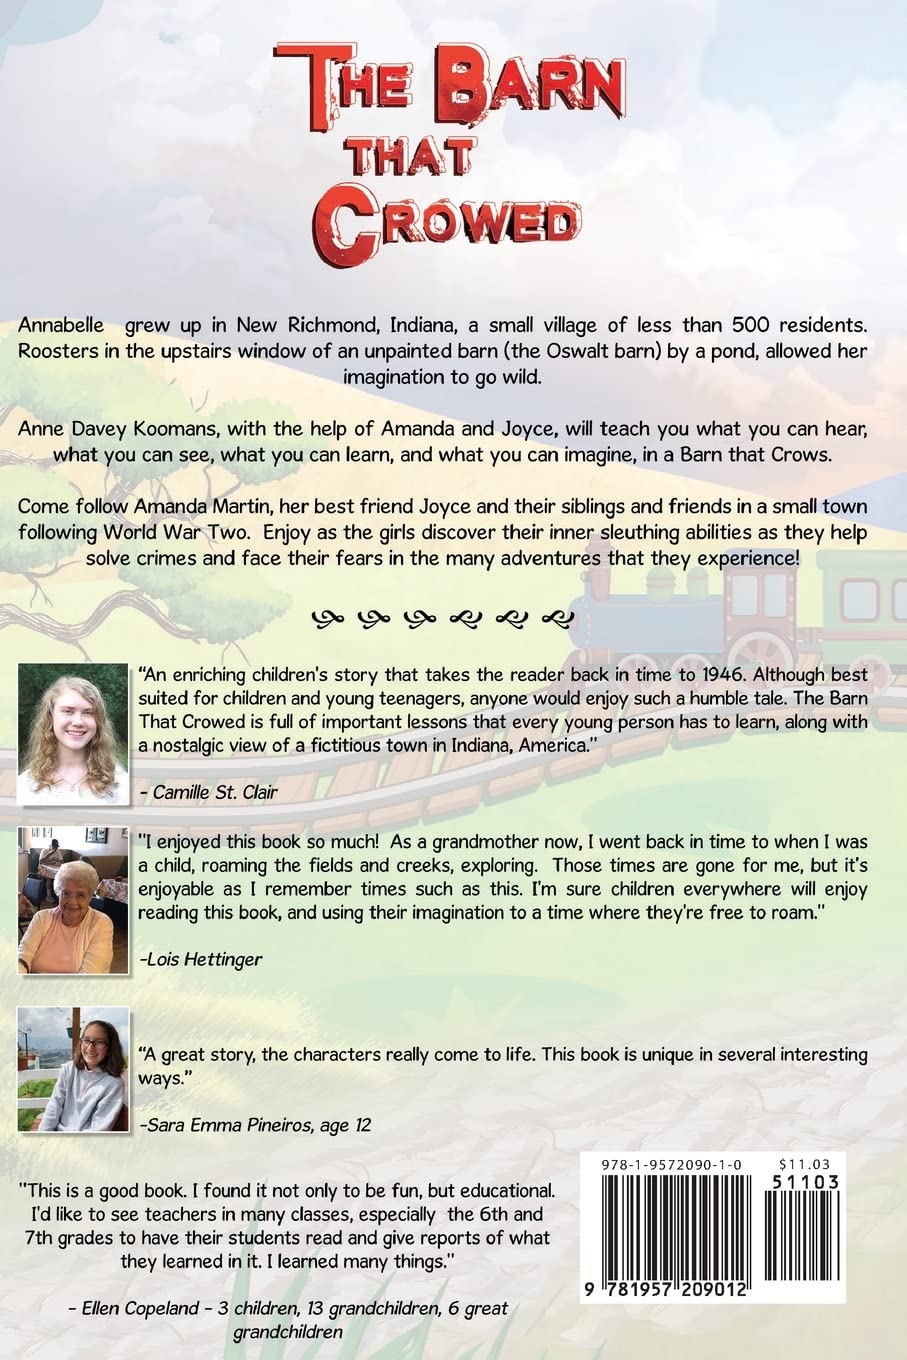 THE BARN
THAT
CROWED
Annabelle grew up in New Richmond, Indiana, a small village of less than 500 residents.
Roosters in the upstairs window of an unpainted barn (the Oswalt barn) by a pond, allowed her
imagination to go wild.
Anne Davey Koomans, with the help of Amanda and Joyce, will teach you what you can hear,
what you can see, what you can learn, and what you can imagine, in a Barn that Crows.
Come follow Amanda Martin, her best friend Joyce and their siblings and friends in a small town
following World War Two. Enjoy as the girls discover their inner sleuthing abilities as they help
solve crimes and face their fears in the many adventures that they experience!
“An enriching children's story that takes the reader back in time to 1946. Although best
suited for children and young teenagers, anyone would enjoy such a humble tale. The Barn
That Crowed is full of important lessons that every young person has to learn, along with
a nostalgic view of a fictitious town in Indiana, America."
- Camille St. Clair
"I enjoyed this book so much! As a grandmother now, I went back in time to when I was
a child, roaming the fields and creeks, exploring. Those times are gone for me, but it's
enjoyable as I remember times such as this. I'm sure children everywhere will enjoy
reading this book, and using their imagination to a time where they're free to roam."
-Lois Hettinger
“A great story, the characters really come to life. This book is unique in several interesting
ways.”
-Sara Emma Pineiros, age 12
"This is a good book. I found it not only to be fun, but educational.
I'd like to see teachers in many classes, especially the 6th and
7th grades to have their students read and give reports of what
they learned in it. I learned many things."
- Ellen Copeland - 3 children, 13 grandchildren, 6 great
grandchildren
978-1-9572090-1-0
$11.03
51103
9 781957 209012